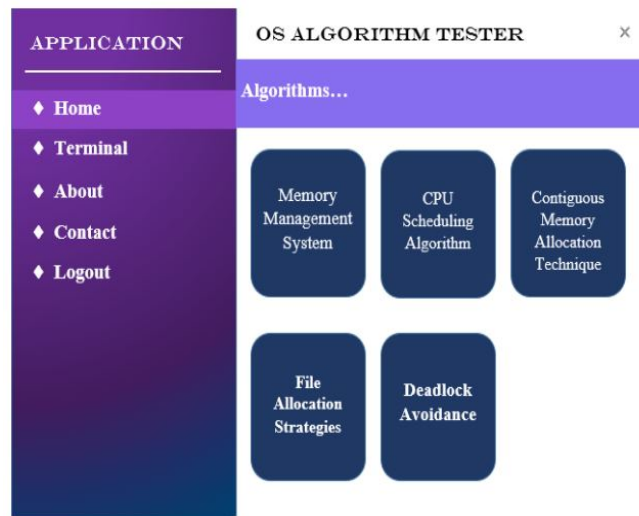 APPLICATION
♦ Home
♦ Terminal
♦ About
♦ Contact
♦ Logout
OS ALGORITHM TESTER
×
Algorithms...
Memory
Management
System
CPU
Scheduling
Algorithm
Contiguous
Memory
Allocation
Technique
File
Allocation
Strategies
Deadlock
Avoidance